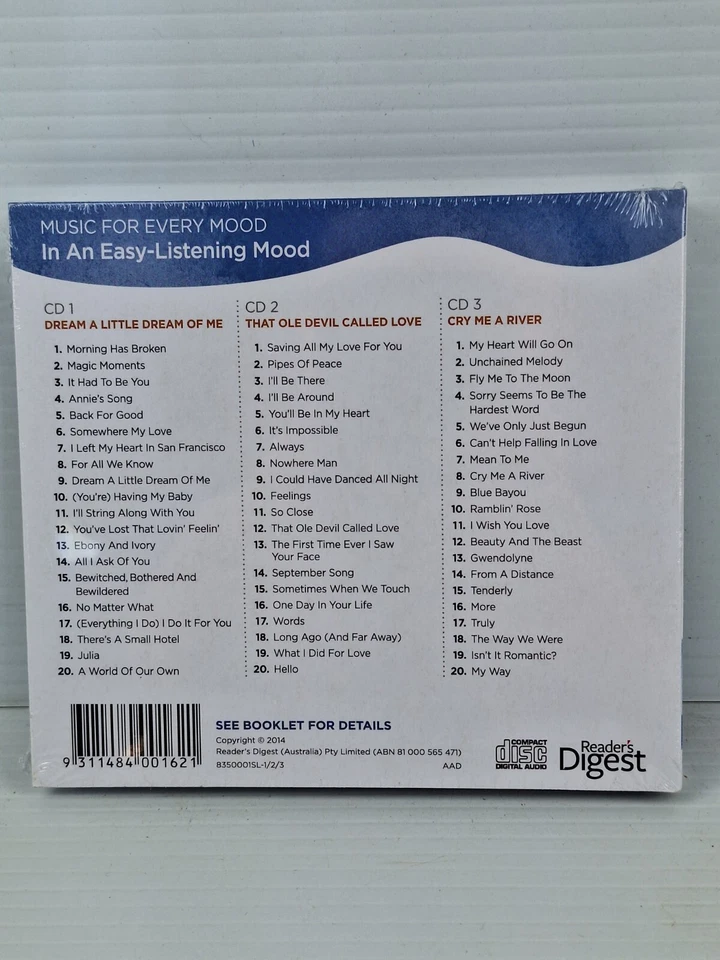 MUSIC FOR EVERY MOOD
In An Easy-Listening Mood
CD 1
DREAM A LITTLE DREAM OF ME
1. Morning Has Broken
2. Magic Moments
3. It Had To Be You
4. Annie's Song
5. Back For Good
6. Somewhere My Love
7. I Left My Heart In San Francisco
8. For All We Know
9. Dream A Little Dream Of Me
10. (You're) Having My Baby
11. I'll String Along With You
12. You've Lost That Lovin' Feelin'
13. Ebony And Ivory
14. All I Ask Of You
15. Bewitched, Bothered And
Bewildered
16. No Matter What
17. (Everything I Do) I Do It For You
18. There's A Small Hotel
19. Julia
20. A World Of Our Own
CD 2
THAT OLE DEVIL CALLED LOVE
1. Saving All My Love For You
2. Pipes Of Peace
3. I'll Be There
4. I'll Be Around
5. You'll Be In My Heart
6. It's Impossible
7. Always
8. Nowhere Man
9. I Could Have Danced All Night
10. Feelings
11. So Close
12. That Ole Devil Called Love
13. The First Time Ever I Saw
Your Face
14. September Song
15. Sometimes When We Touch
16. One Day In Your Life
17. Words
18. Long Ago (And Far Away)
19. What I Did For Love
20. Hello
CD 3
CRY ME A RIVER
1. My Heart Will Go On
2. Unchained Melody
3. Fly Me To The Moon
4. Sorry Seems To Be The
Hardest Word
5. We've Only Just Begun
6. Can't Help Falling In Love
7. Mean To Me
8. Cry Me A River
9. Blue Bayou
10. Ramblin' Rose
11. I Wish You Love
12. Beauty And The Beast
13. Gwendolyne
14. From A Distance
15. Tenderly
16. More
17. Truly
18. The Way We Were
19. Isn't It Romantic?
20. My Way
9 311484 001621
SEE BOOKLET FOR DETAILS
Copyright © 2014
Reader's Digest (Australia) Pty Limited (ABN 81 000 565 471)
8350001SL-1/2/3
AAD
COMPACT
disc
DIGITAL AUDIO
Reader's
Digest